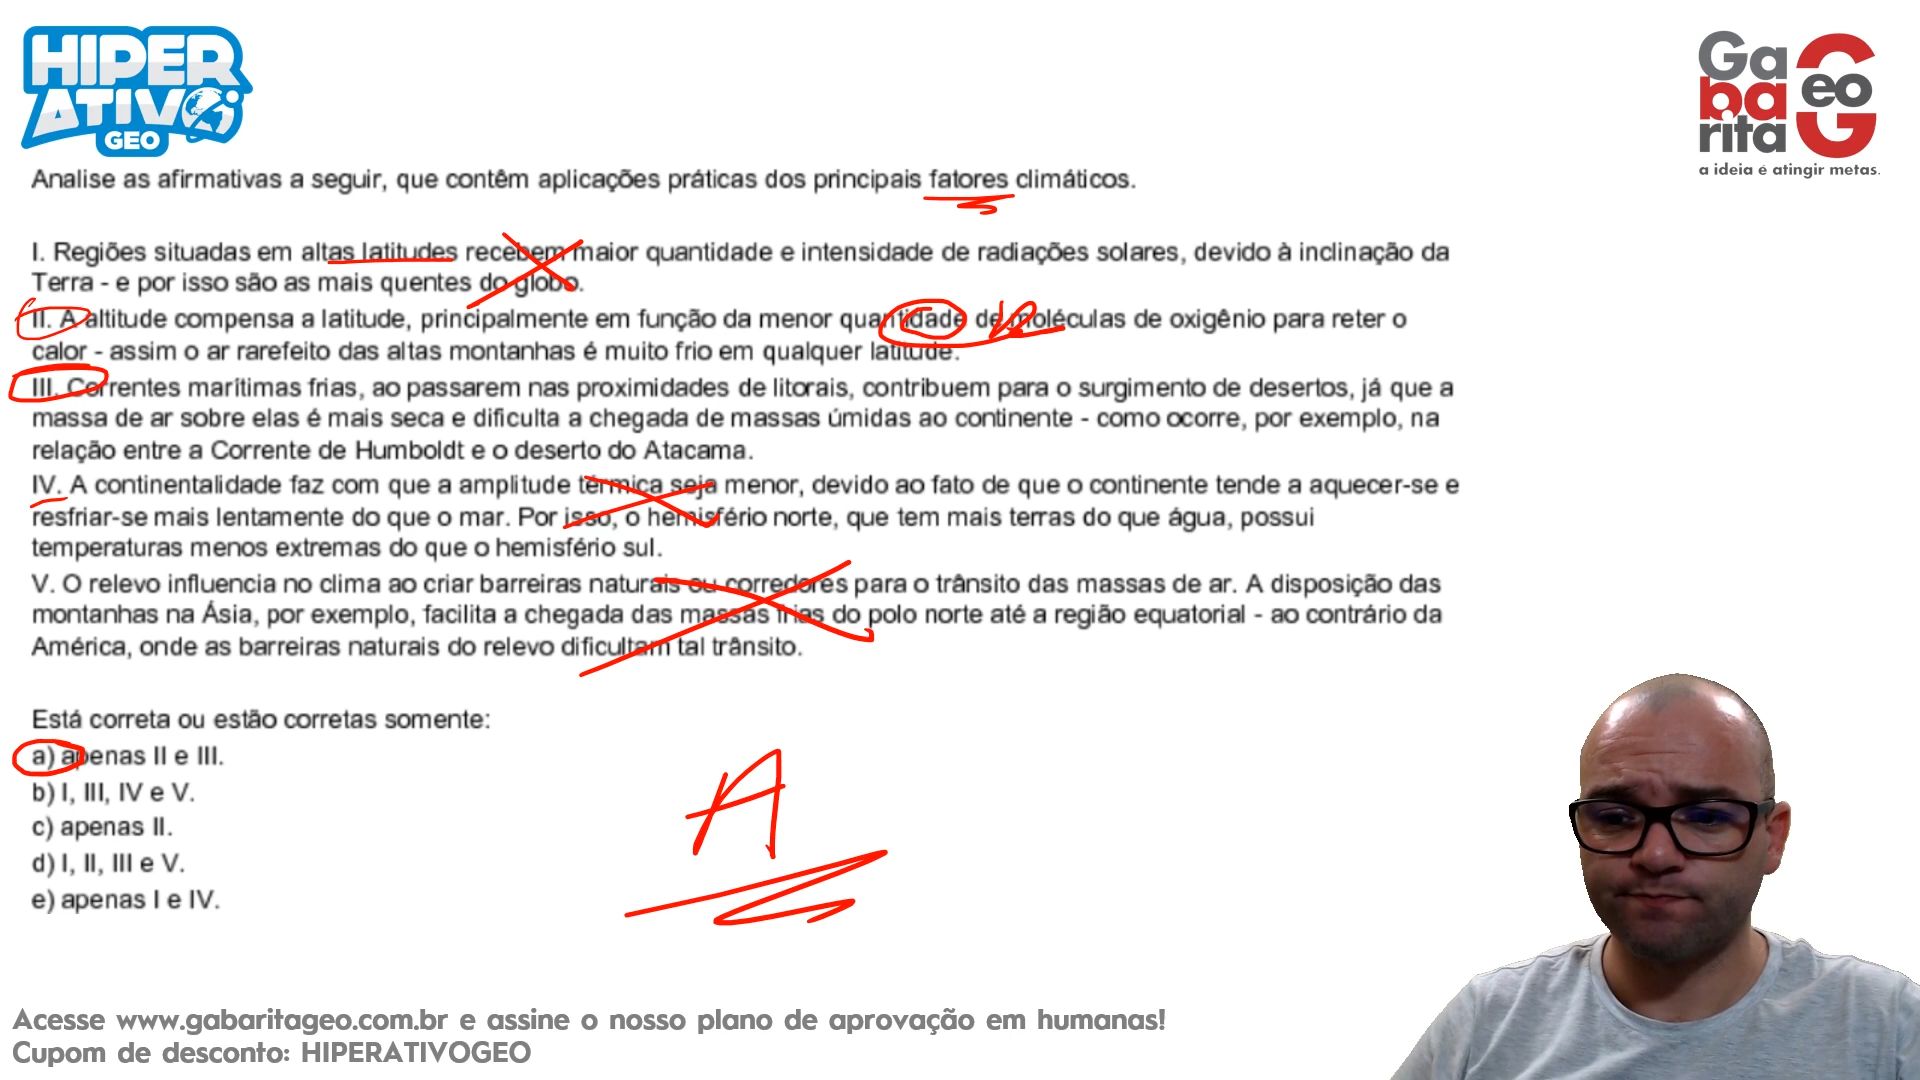 HIPER
ATIVO
GEO
Ga
ba
rita
Geo
a ideia é atingir metas.
Analise as afirmativas a seguir, que contêm aplicações práticas dos principais fatores climáticos.
I. Regiões situadas em altas latitudes recebem maior quantidade e intensidade de radiações solares, devido à inclinação da
Terra - e por isso são as mais quentes do globo.
II. A altitude compensa a latitude, principalmente em função da menor quantidade de moléculas de oxigênio para reter o
calor - assim o ar rarefeito das altas montanhas é muito frio em qualquer latitude.
III. Correntes marítimas frias, ao passarem nas proximidades de litorais, contribuem para o surgimento de desertos, já que a
massa de ar sobre elas é mais seca e dificulta a chegada de massas úmidas ao continente - como ocorre, por exemplo, na
relação entre a Corrente de Humboldt e o deserto do Atacama.
IV. A continentalidade faz com que a amplitude térmica seja menor, devido ao fato de que o continente tende a aquecer-se e
resfriar-se mais lentamente do que o mar. Por isso, o hemisfério norte, que tem mais terras do que água, possui
temperaturas menos extremas do que o hemisfério sul.
V. O relevo influencia no clima ao criar barreiras naturais ou corredores para o trânsito das massas de ar. A disposição das
montanhas na Ásia, por exemplo, facilita a chegada das massas frias do polo norte até a região equatorial - ao contrário da
América, onde as barreiras naturais do relevo dificultam tal trânsito.
Está correta ou estão corretas somente:
a) apenas II e III.
b) I, III, IV e V.
c) apenas II.
d) I, II, III e V.
e) apenas I e IV.
A
Acesse www.gabaritageo.com.br e assine o nosso plano de aprovação em humanas!
Cupom de desconto: HIPERATIVOGEO